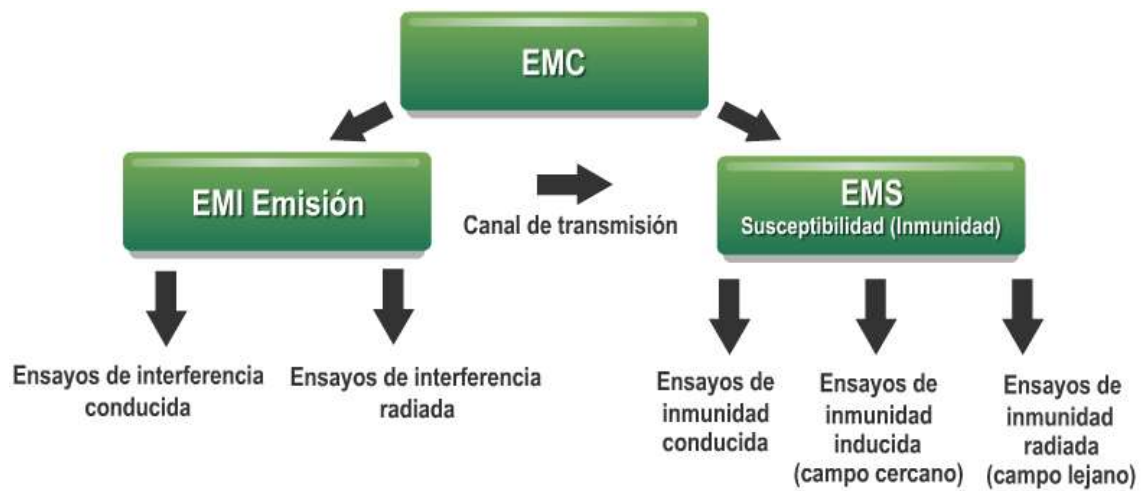 EMC
EMI Emisión
Canal de transmisión
EMS
Susceptibilidad (Inmunidad)
Ensayos de interferencia
conducida
Ensayos de interferencia
radiada
Ensayos de
inmunidad
conducida
Ensayos de
inmunidad
inducida
(campo cercano)
Ensayos de
inmunidad
radiada
(campo lejano)